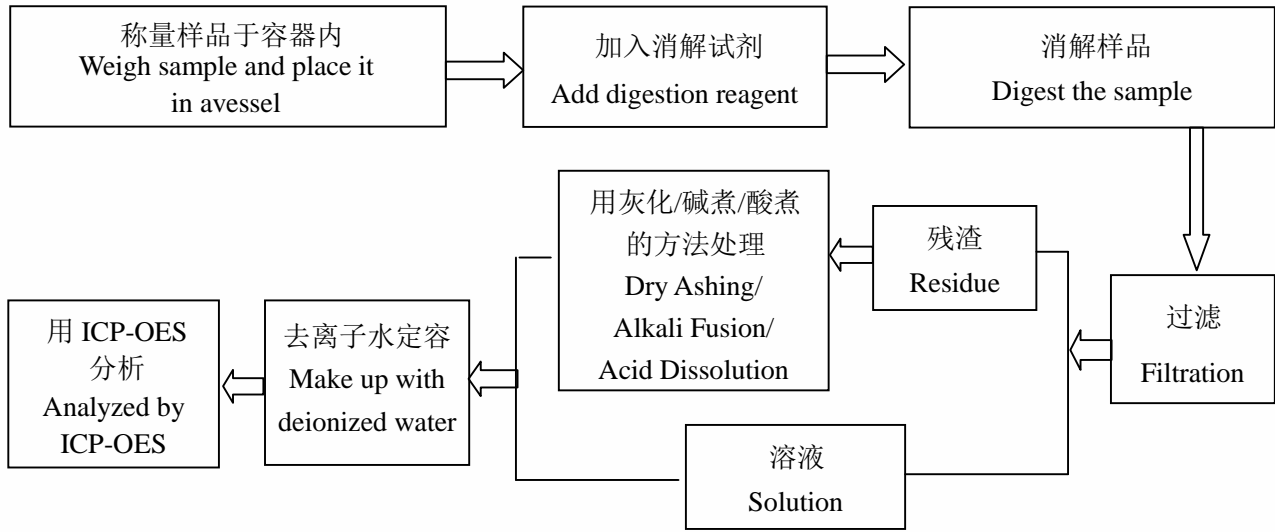 称量样品于容器内
Weigh sample and place it
in avessel
加入消解试剂
Add digestion reagent
消解样品
Digest the sample
用灰化/碱煮/酸煮
的方法处理
Dry Ashing/
Alkali Fusion/
Acid Dissolution
残渣
Residue
过滤
Filtration
用 ICP-OES
分析
Analyzed by
ICP-OES
去离子水定容
Make up with
deionized water
溶液
Solution